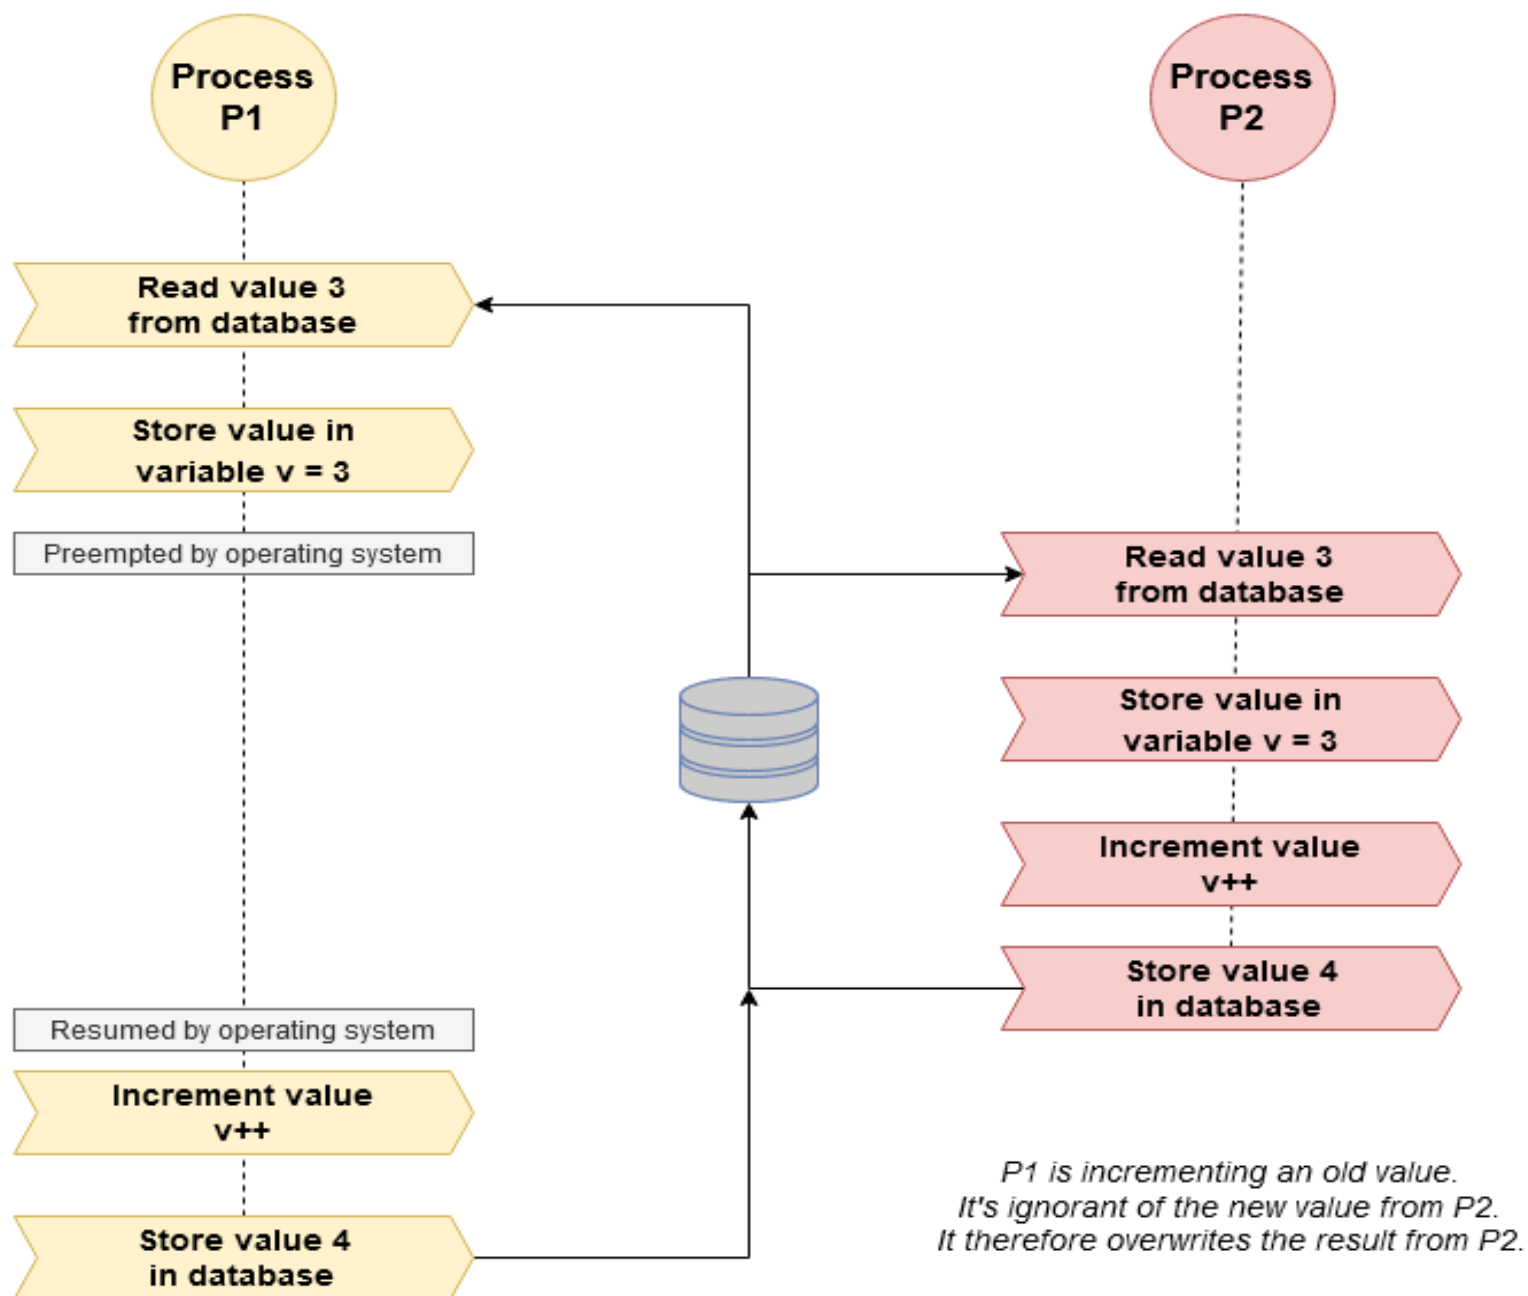 Process
P1
Process
P2
Read value 3
from database
Store value in
variable v = 3
Preempted by operating system
Read value 3
from database
Store value in
variable v = 3
Increment value
v++
Store value 4
in database
Resumed by operating system
Increment value
v++
Store value 4
in database
P1 is incrementing an old value.
It's ignorant of the new value from P2.
It therefore overwrites the result from P2.